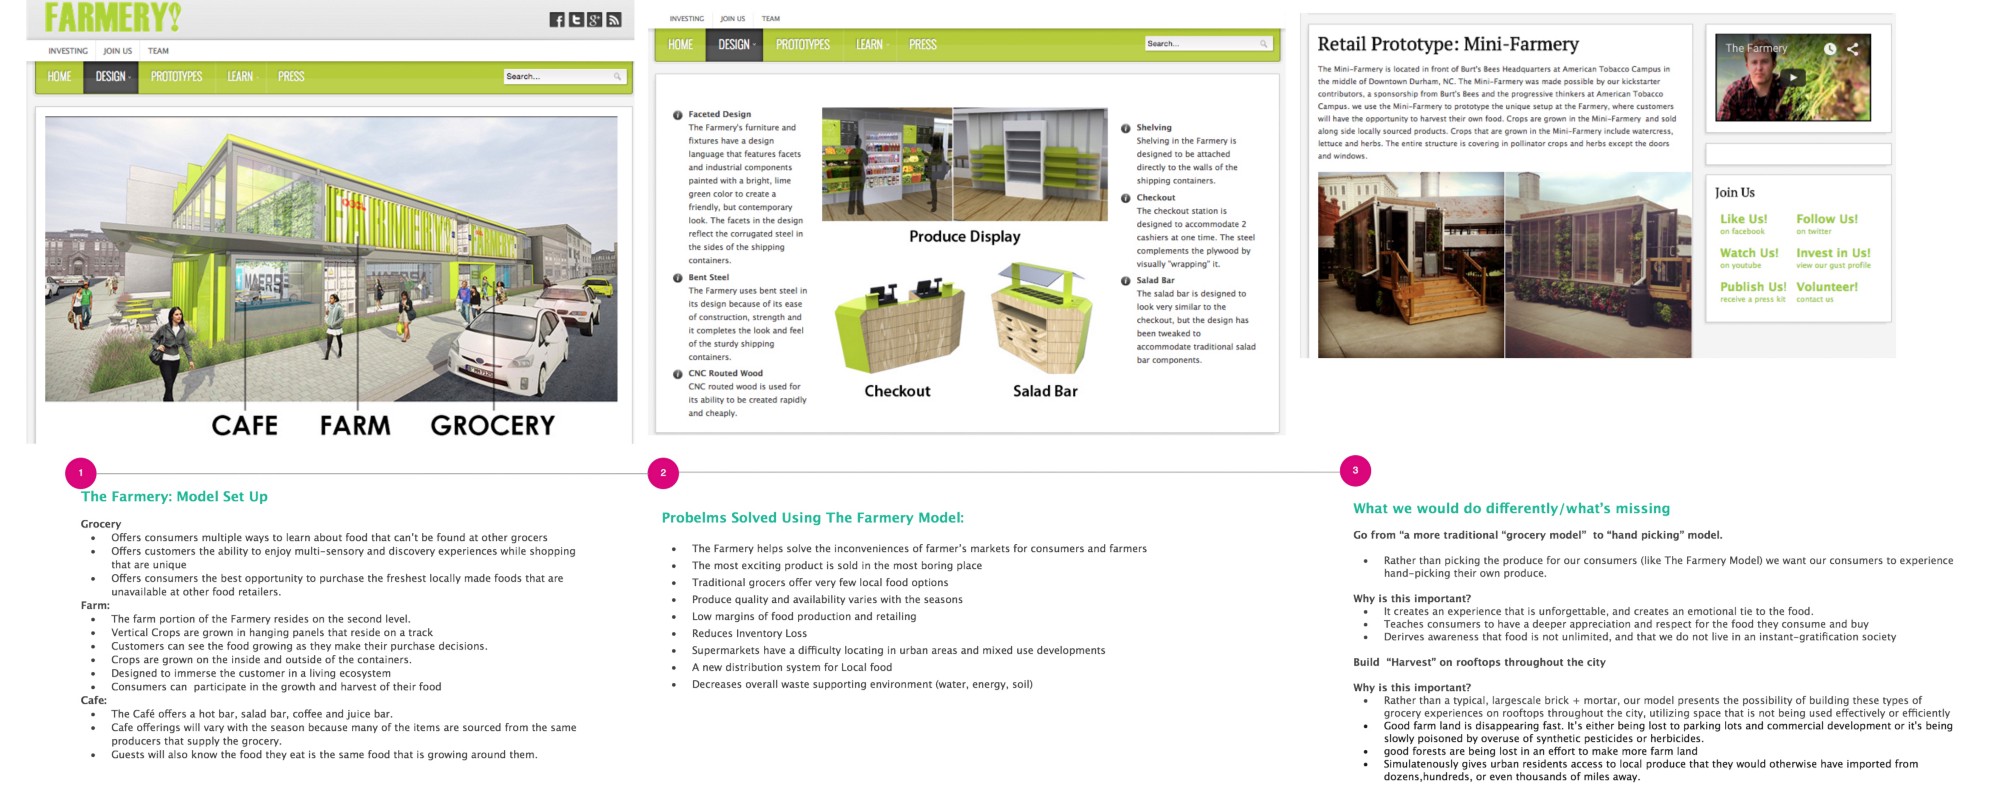 FARMERY!
INVESTING JOIN US TEAM
HOME DESIGN PROTOTYPES LEARN PRESS Search...
CAFE FARM GROCERY
INVESTING JOIN US TEAM
HOME DESIGN PROTOTYPES LEARN PRESS Search...
Faceted Design
The Farmery's furniture and
fixtures have a design
language that features facets
and industrial components
painted with a bright, lime
green color to create a
friendly, but contemporary
look. The facets in the design
reflect the corrugated steel in
the sides of the shipping
containers.
Bent Steel
The Farmery uses bent steel in
its design because of its ease
of construction, strength and
it completes the look and feel
of the sturdy shipping
containers.
CNC Routed Wood
CNC routed wood is used for
its ability to be created rapidly
and cheaply.
Produce Display
Checkout
Salad Bar
Shelving
Shelving in the Farmery is
designed to be attached
directly to the walls of the
shipping containers.
Checkout
The checkout station is
designed to accommodate 2
cashiers at one time. The steel
complements the plywood by
visually "wrapping" it.
Salad Bar
The salad bar is designed to
look very similar to the
checkout, but the design has
been tweaked to
accommodate traditional salad
bar components.
Retail Prototype: Mini-Farmery
The Mini-Farmery is located in front of Burt's Bees Headquarters at American Tobacco Campus in
the middle of Downtown Durham, NC. The Mini-Farmery was made possible by our kickstarter
contributors, a sponsorship from Burt's Bees and the progressive thinkers at American Tobacco
Campus. we use the Mini-Farmery to prototype the unique setup at the Farmery, where customers
will have the opportunity to harvest their own food. Crops are grown in the Mini-Farmery and sold
along side locally sourced products. Crops that are grown in the Mini-Farmery include watercress,
lettuce and herbs. The entire structure is covering in pollinator crops and herbs except the doors
and windows.
The Farmery
Join Us
Like Us! Follow Us!
on facebook on twitter
Watch Us! Invest in Us!
on youtube view our gust profile
Publish Us! Volunteer!
receive a press kit contact us
1
The Farmery: Model Set Up
Grocery
• Offers consumers multiple ways to learn about food that can't be found at other grocers
• Offers customers the ability to enjoy multi-sensory and discovery experiences while shopping
that are unique
• Offers consumers the best opportunity to purchase the freshest locally made foods that are
unavailable at other food retailers.
Farm:
• The farm portion of the Farmery resides on the second level.
• Vertical Crops are grown in hanging panels that reside on a track
• Customers can see the food growing as they make their purchase decisions.
• Crops are grown on the inside and outside of the containers.
• Designed to immerse the customer in a living ecosystem
• Consumers can participate in the growth and harvest of their food
Cafe:
• The Café offers a hot bar, salad bar, coffee and juice bar.
• Cafe offerings will vary with the season because many of the items are sourced from the same
producers that supply the grocery.
• Guests will also know the food they eat is the same food that is growing around them.
2
Probelms Solved Using The Farmery Model:
• The Farmery helps solve the inconveniences of farmer's markets for consumers and farmers
• The most exciting product is sold in the most boring place
• Traditional grocers offer very few local food options
• Produce quality and availability varies with the seasons
• Low margins of food production and retailing
• Reduces Inventory Loss
• Supermarkets have a difficulty locating in urban areas and mixed use developments
• A new distribution system for Local food
• Decreases overall waste supporting environment (water, energy, soil)
3
What we would do differently/what's missing
Go from "a more traditional "grocery model" to "hand picking" model.
• Rather than picking the produce for our consumers (like The Farmery Model) we want our consumers to experience
hand-picking their own produce.
Why is this important?
• It creates an experience that is unforgettable, and creates an emotional tie to the food.
• Teaches consumers to have a deeper appreciation and respect for the food they consume and buy
• Derirves awareness that food is not unlimited, and that we do not live in an instant-gratification society
Build "Harvest" on rooftops throughout the city
Why is this important?
• Rather than a typical, largescale brick + mortar, our model presents the possibility of building these types of
grocery experiences on rooftops throughout the city, utilizing space that is not being used effectively or efficiently
• Good farm land is disappearing fast. It's either being lost to parking lots and commercial development or it's being
slowly poisoned by overuse of synthetic pesticides or herbicides.
• good forests are being lost in an effort to make more farm land
• Simulatenously gives urban residents access to local produce that they would otherwise have imported from
dozens,hundreds, or even thousands of miles away.